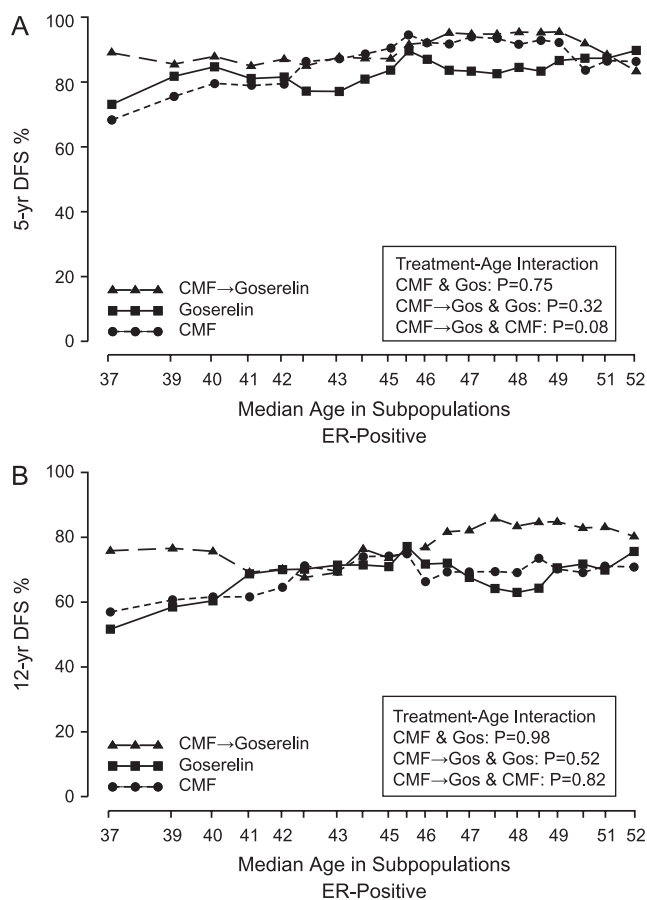 A
100
80
60
40
20
0
5-yr DFS %
CMF→Goserelin
Goserelin
CMF
Treatment-Age Interaction
CMF & Gos: P=0.75
CMF→Gos & Gos: P=0.32
CMF→Gos & CMF: P=0.08
37 39 40 41 42 43 45 46 47 48 49 51 52
Median Age in Subpopulations
ER-Positive
B
100
80
60
40
20
0
12-yr DFS %
CMF→Goserelin
Goserelin
CMF
Treatment-Age Interaction
CMF & Gos: P=0.98
CMF→Gos & Gos: P=0.52
CMF→Gos & CMF: P=0.82
37 39 40 41 42 43 45 46 47 48 49 51 52
Median Age in Subpopulations
ER-Positive